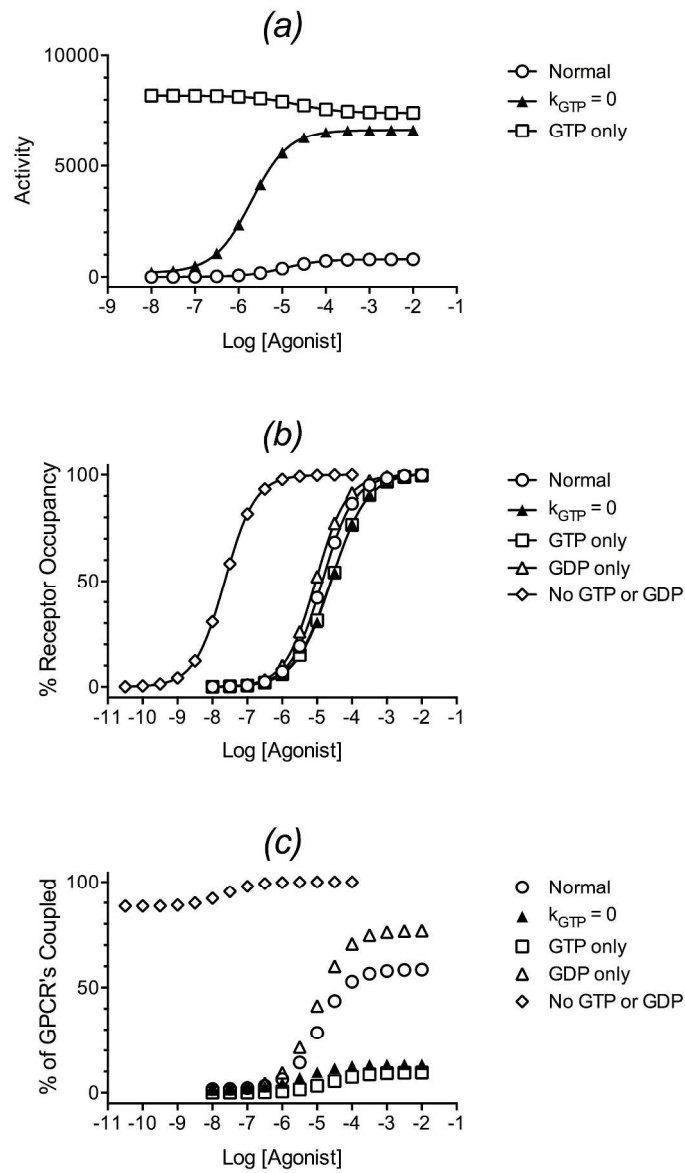 (a)
10000
5000
0
Activity
-9 -8 -7 -6 -5 -4 -3 -2 -1
Log [Agonist]
Normal
kGTP = 0
GTP only
(b)
100
50
0
% Receptor Occupancy
-11 -10 -9 -8 -7 -6 -5 -4 -3 -2 -1
Log [Agonist]
Normal
kGTP = 0
GTP only
GDP only
No GTP or GDP
(c)
100
50
0
% of GPCR's Coupled
-11 -10 -9 -8 -7 -6 -5 -4 -3 -2 -1
Log [Agonist]
Normal
kGTP = 0
GTP only
GDP only
No GTP or GDP